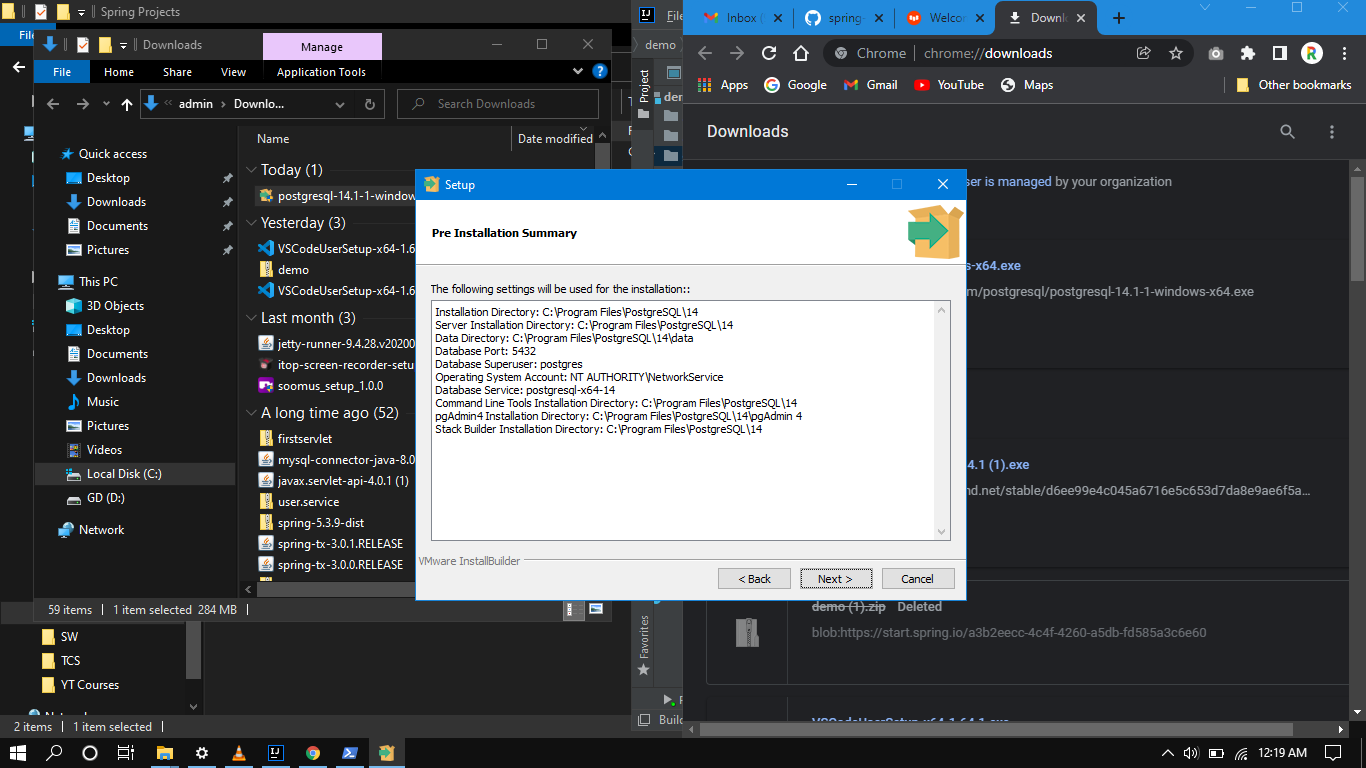 Spring Projects
File
Downloads
Manage
File
Home
Share
View
Application Tools
admin
Downlo...
Search Downloads
Name
Date modified
Quick access
Desktop
Downloads
Documents
Pictures
This PC
3D Objects
Desktop
Documents
Downloads
Music
Pictures
Videos
Local Disk (C:)
GD (D:)
Network
Today (1)
postgresql-14.1-1-window
Yesterday (3)
VSCodeUserSetup-x64-1.6
demo
VSCodeUserSetup-x64-1.6
Last month (3)
jetty-runner-9.4.28.v20200
itop-screen-recorder-setu
soomus_setup_1.0.0
A long time ago (52)
firstservlet
mysql-connector-java-8.0
javax.servlet-api-4.0.1 (1)
user.service
spring-5.3.9-dist
spring-tx-3.0.1.RELEASE
spring-tx-3.0.0.RELEASE
59 items
1 item selected 284 MB
SW
TCS
YT Courses
2 items
1 item selected
File
demo
Project
Favorites
Setup
Pre Installation Summary
The following settings will be used for the installation::
Installation Directory: C:\Program Files\PostgreSQL\14
Server Installation Directory: C:\Program Files\PostgreSQL\14
Data Directory: C:\Program Files\PostgreSQL\14\data
Database Port: 5432
Database Superuser: postgres
Operating System Account: NT AUTHORITY\NetworkService
Database Service: postgresql-x64-14
Command Line Tools Installation Directory: C:\Program Files\PostgreSQL\14
pgAdmin4 Installation Directory: C:\Program Files\PostgreSQL\14\pgAdmin 4
Stack Builder Installation Directory: C:\Program Files\PostgreSQL\14
VMware InstallBuilder
< Back
Next >
Cancel
Inbox (
spring-
Welco
Downl
Chrome
chrome://downloads
R
Apps
Google
Gmail
YouTube
Maps
Other bookmarks
Downloads
ser is managed by your organization
s-x64.exe
m/postgresql/postgresql-14.1-1-windows-x64.exe
4.1 (1).exe
nd.net/stable/d6ee99e4c045a6716e5c653d7da8e9ae6f5a...
demo (1).zip Deleted
blob:https://start.spring.io/a3b2eecc-4c4f-4260-a5db-fd585a3c6e60
VSCodeUserSetup-x64-1.64.1.exe
12:19 AM